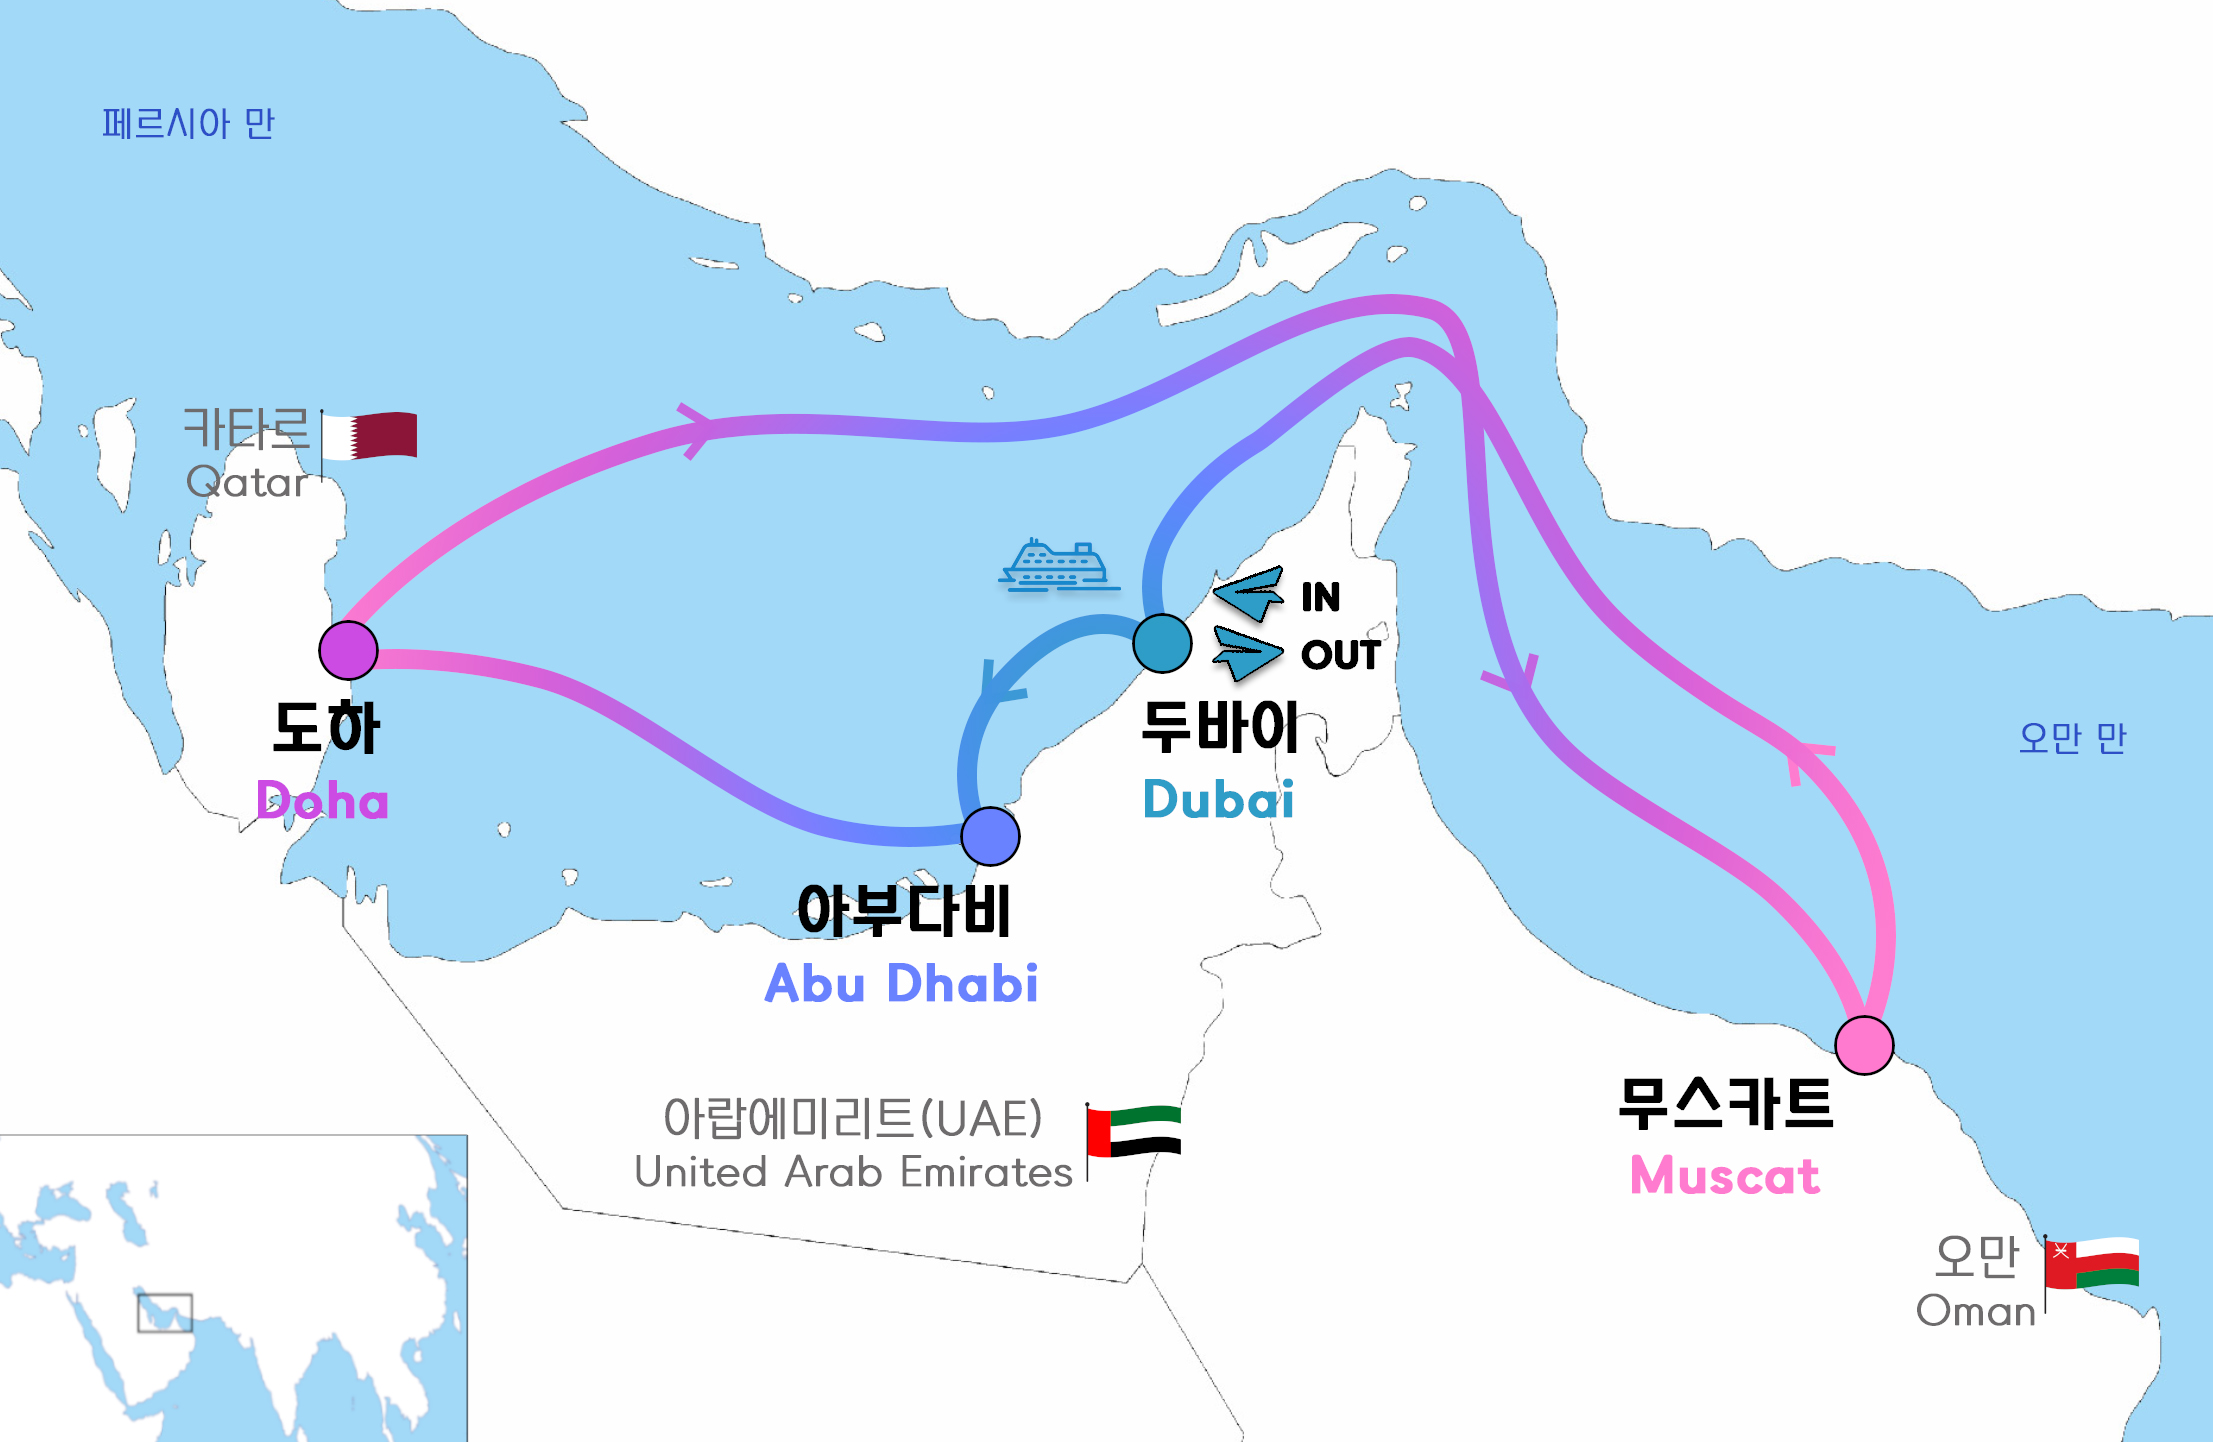 페르시아 만
카타르
Qatar
IN
OUT
도하
Doha
두바이
Dubai
오만 만
아부다비
Abu Dhabi
아랍에미리트(UAE)
United Arab Emirates
무스카트
Muscat
오만
Oman